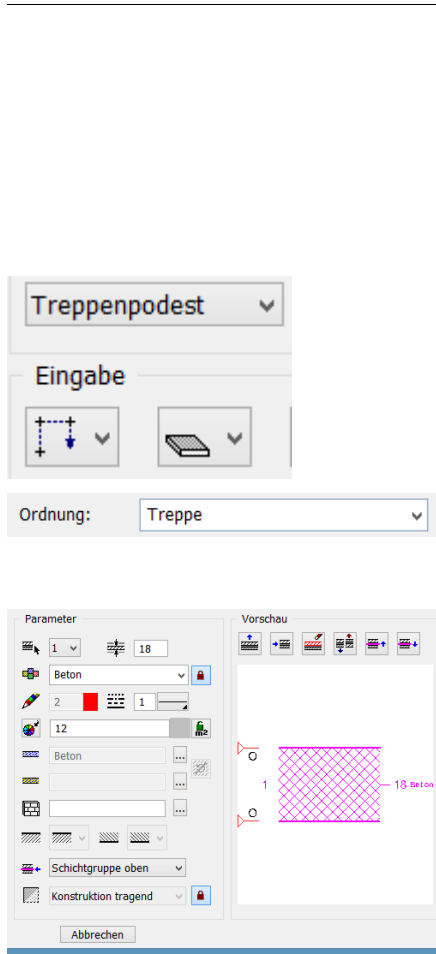 Treppenpodest
Eingabe
Ordnung: Treppe
Parameter
1
18
Beton
2
1
12
m2
Beton
...
...
...
Schichtgruppe oben
Konstruktion tragend
Abbrechen
Vorschau
O
1
18 Beton
O